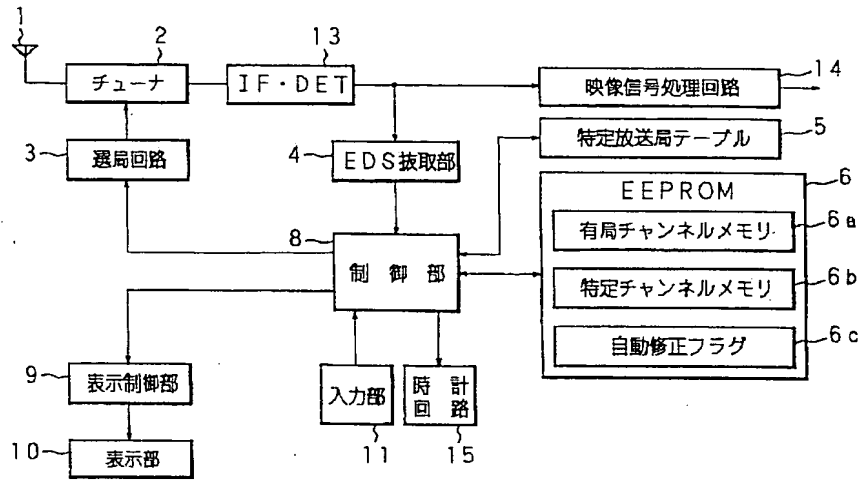 1
2
13
チューナ
IF・DET
映像信号処理回路
14
3
選局回路
4
EDS抜取部
特定放送局テーブル
5
EEPROM
6
有局チャンネルメモリ
6a
8
制御部
特定チャンネルメモリ
6b
自動修正フラグ
6c
9
表示制御部
入力部
時計
回路
10
表示部
11
15